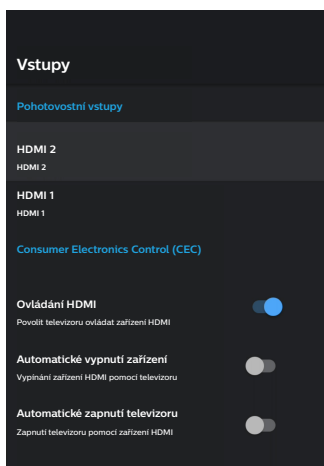 Vstupy
Pohotovostní vstupy
HDMI 2
HDMI 2
HDMI 1
HDMI 1
Consumer Electronics Control (CEC)
Ovládání HDMI
Povolit televizoru ovládat zařízení HDMI
Automatické vypnutí zařízení
Vypínání zařízení HDMI pomocí televizoru
Automatické zapnutí televizoru
Zapnutí televizoru pomocí zařízení HDMI